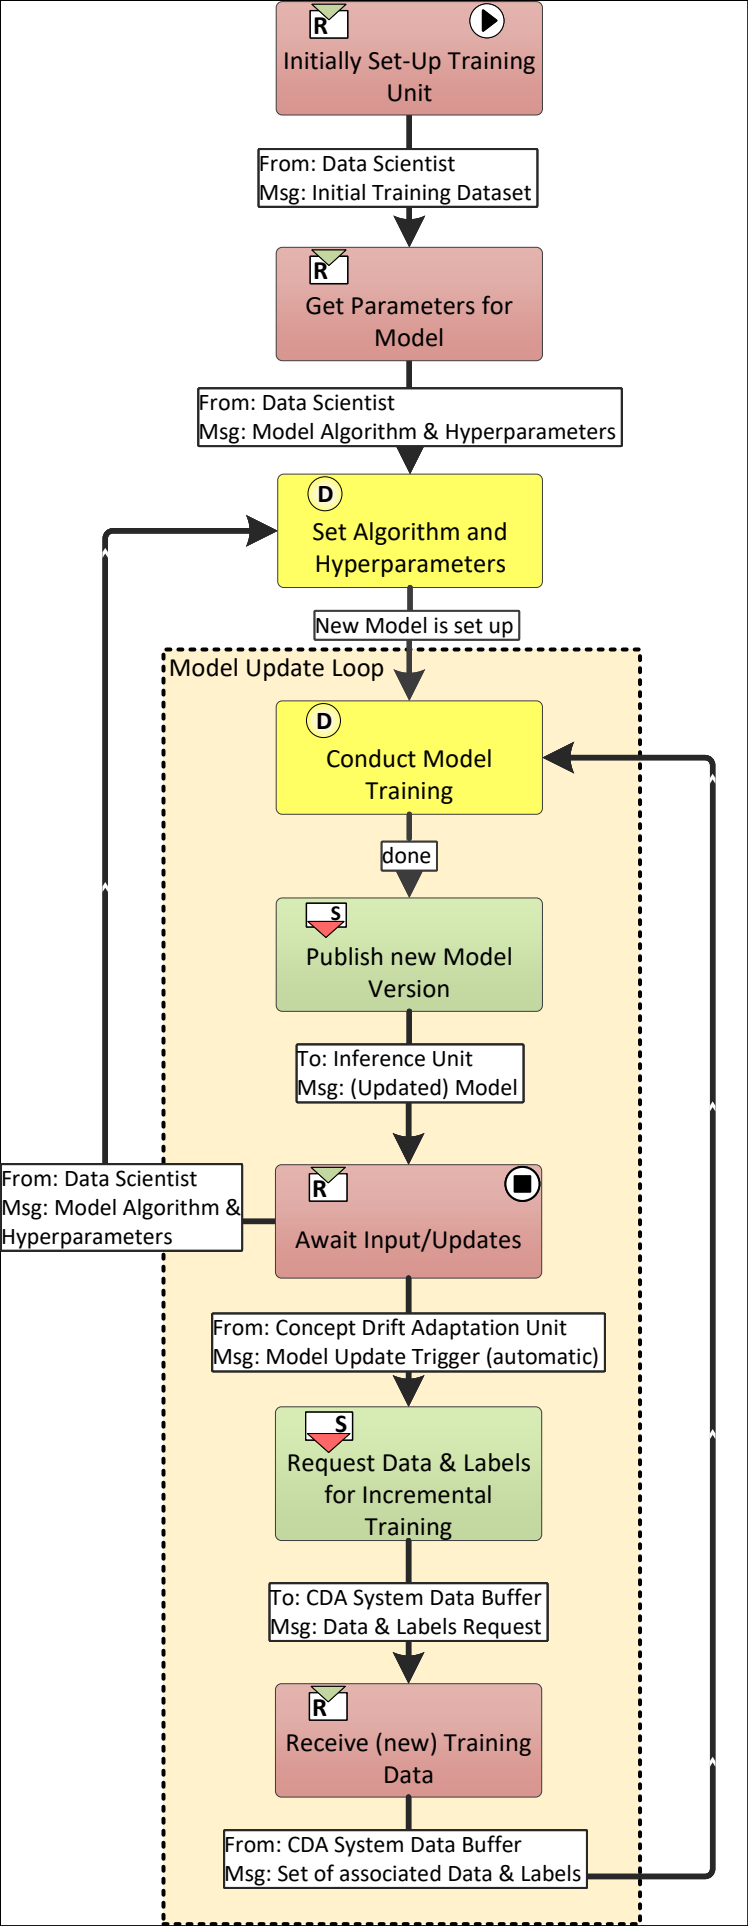 R
Initially Set-Up Training
Unit
From: Data Scientist
Msg: Initial Training Dataset
R
Get Parameters for
Model
From: Data Scientist
Msg: Model Algorithm & Hyperparameters
D
Set Algorithm and
Hyperparameters
New Model is set up
Model Update Loop
D
Conduct Model
Training
done
S
Publish new Model
Version
To: Inference Unit
Msg: (Updated) Model
From: Data Scientist
Msg: Model Algorithm &
Hyperparameters
R
Await Input/Updates
From: Concept Drift Adaptation Unit
Msg: Model Update Trigger (automatic)
S
Request Data & Labels
for Incremental
Training
To: CDA System Data Buffer
Msg: Data & Labels Request
R
Receive (new) Training
Data
From: CDA System Data Buffer
Msg: Set of associated Data & Labels